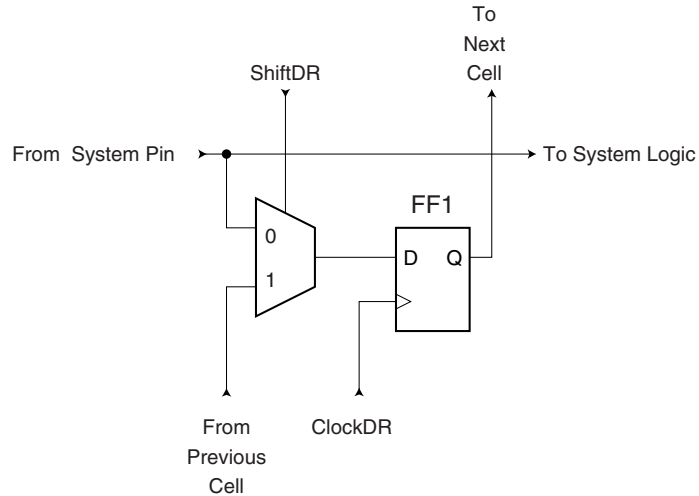 To
Next
Cell
ShiftDR
From System Pin
To System Logic
FF1
0
D Q
1
From
Previous
Cell
ClockDR